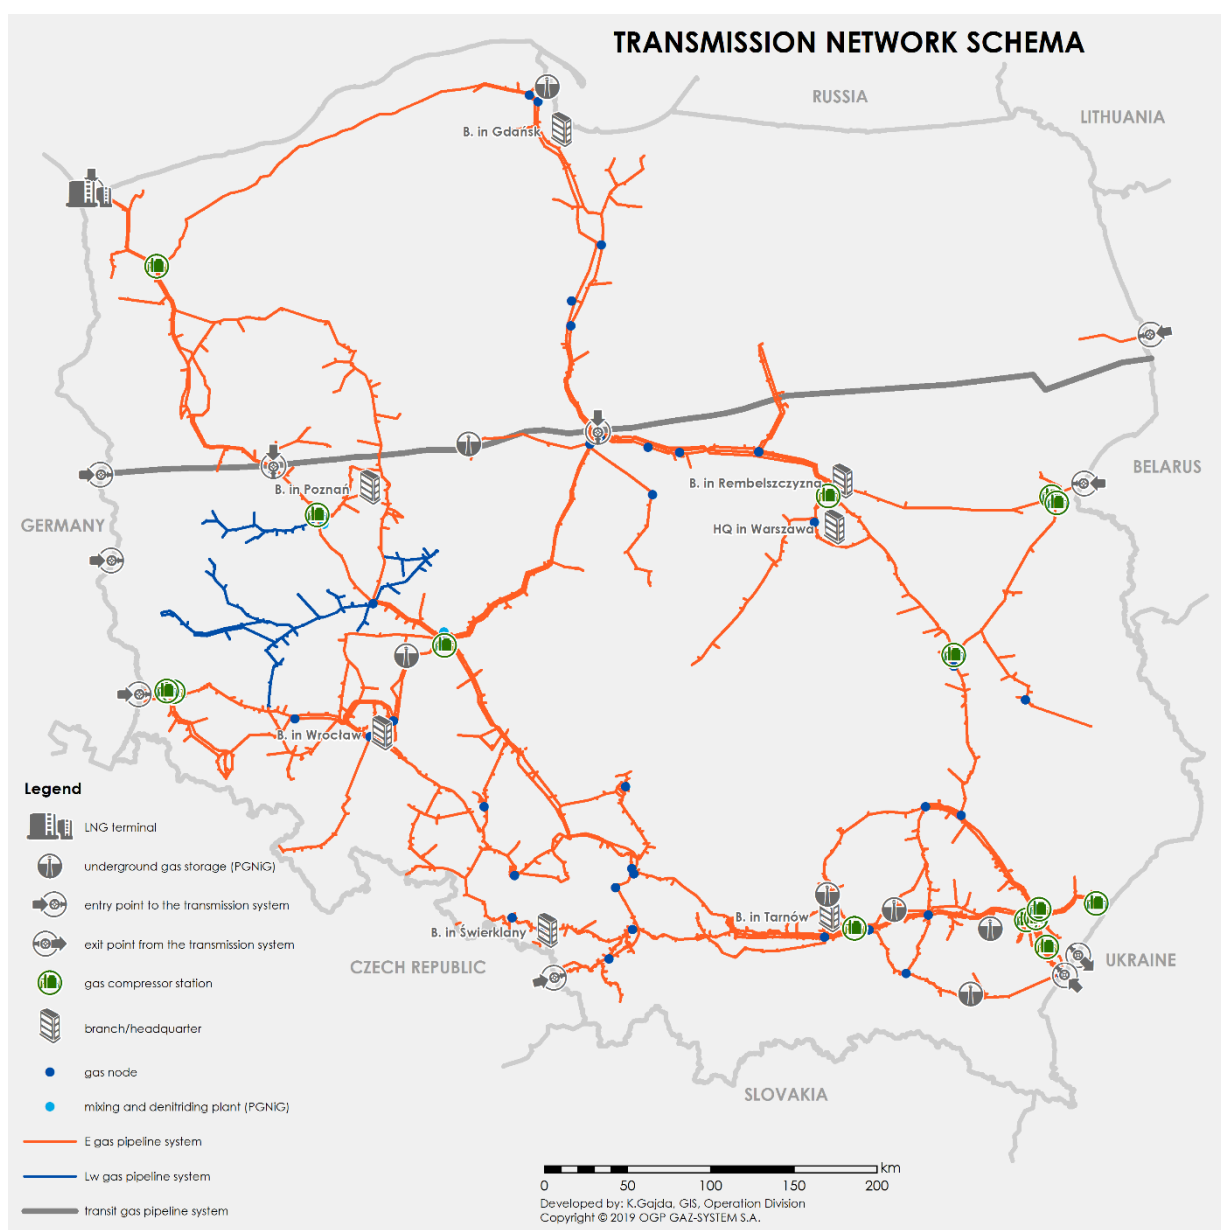 TRANSMISSION NETWORK SCHEMA
RUSSIA
LITHUANIA
B. in Gdańsk
BELARUS
B. in Rembelszczyzna
B. in Poznań
GERMANY
HQ in Warszawa
B. in Wrocław
B. in Tarnów
B. in Świerklany
CZECH REPUBLIC
UKRAINE
SLOVAKIA
Legend
LNG terminal
underground gas storage (PGNiG)
entry point to the transmission system
exit point from the transmission system
gas compressor station
branch/headquarter
gas node
mixing and denitriding plant (PGNiG)
E gas pipeline system
Lw gas pipeline system
transit gas pipeline system
km
0 50 100 150 200
Developed by: K.Gajda, GIS, Operation Division
Copyright © 2019 OGP GAZ-SYSTEM S.A.